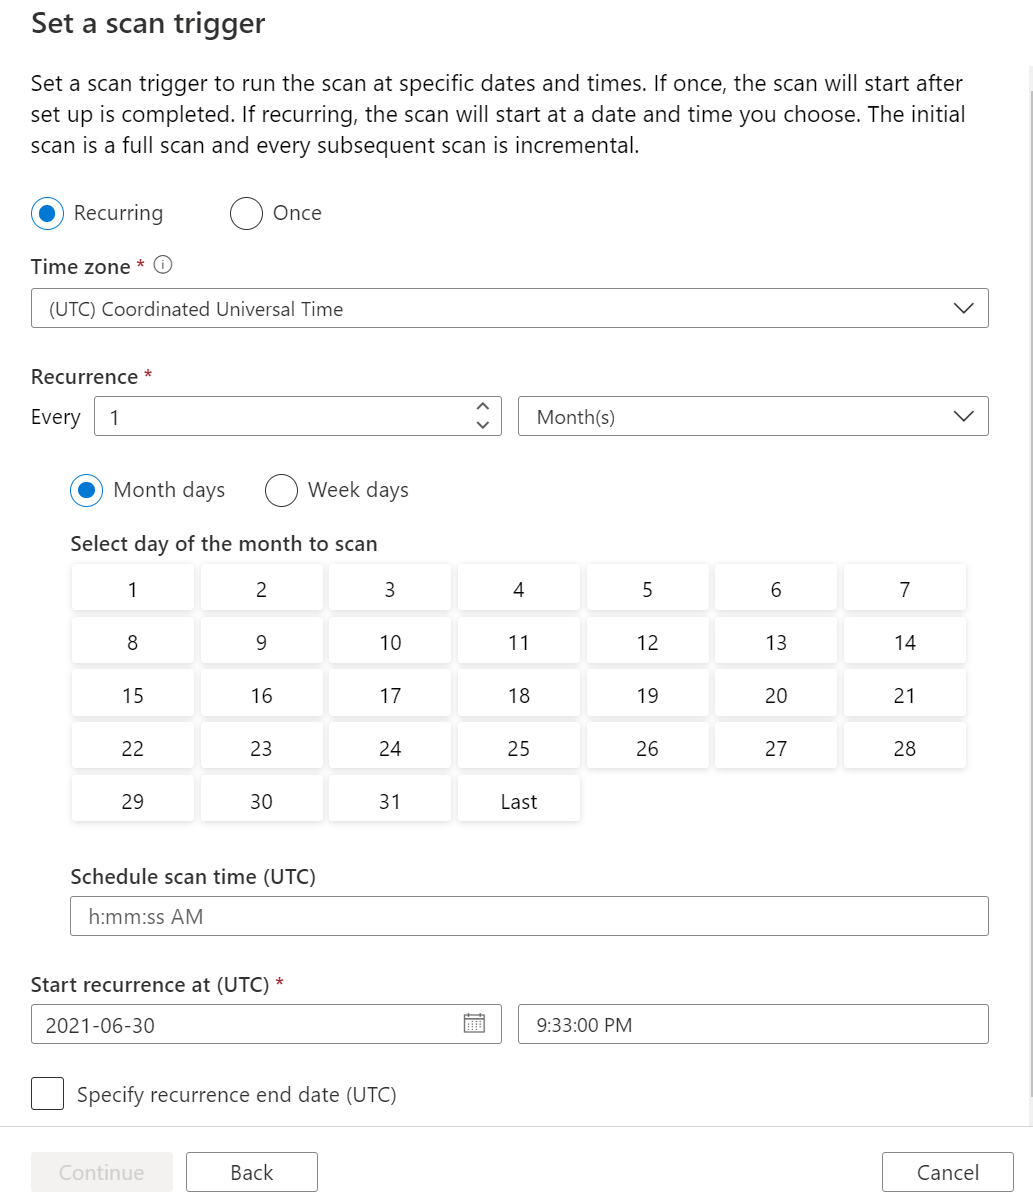 Set a scan trigger
Set a scan trigger to run the scan at specific dates and times. If once, the scan will start after
set up is completed. If recurring, the scan will start at a date and time you choose. The initial
scan is a full scan and every subsequent scan is incremental.
Recurring Once
Time zone *
(UTC) Coordinated Universal Time
Recurrence *
Every 1 Month(s)
Month days Week days
Select day of the month to scan
1 2 3 4 5 6 7
8 9 10 11 12 13 14
15 16 17 18 19 20 21
22 23 24 25 26 27 28
29 30 31 Last
Schedule scan time (UTC)
h:mm:ss AM
Start recurrence at (UTC) *
2021-06-30 9:33:00 PM
Specify recurrence end date (UTC)
Continue Back Cancel